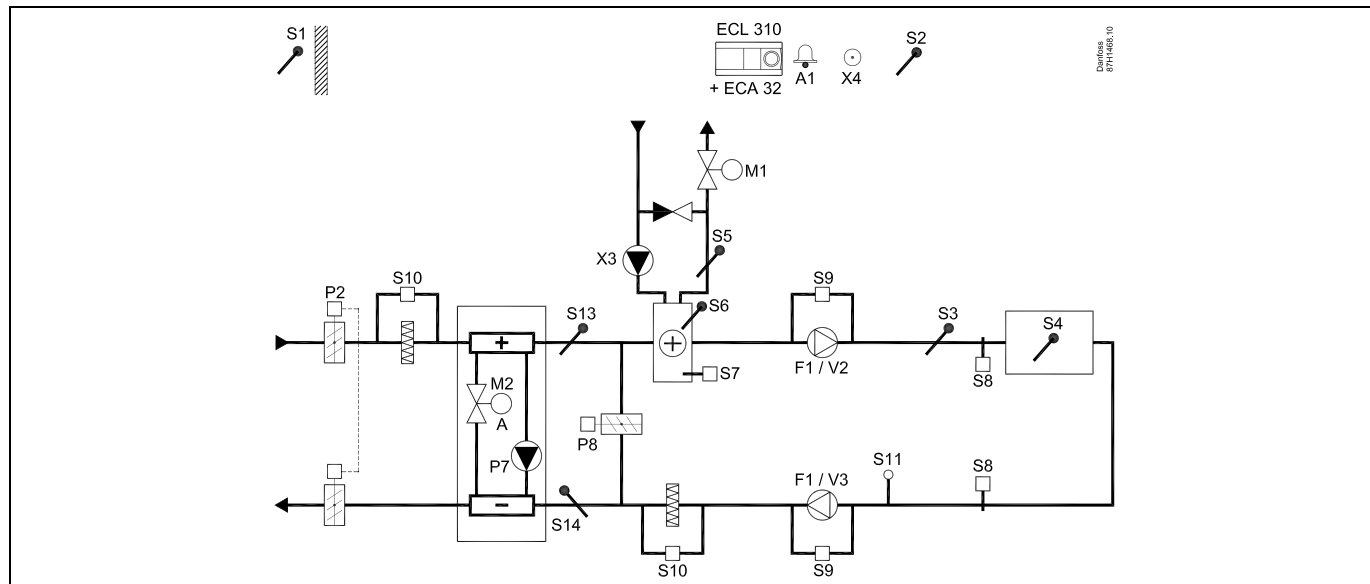 S1
ECL 310
+ ECA 32
A1
X4
S2
Danfoss
87H1468.10
M1
S5
X3
S6
S7
S10
P2
S13
S9
F1 / V2
S3
S4
S8
+
+
M2
A
P8
P7
-
S14
S10
F1 / V3
S9
S11
S8